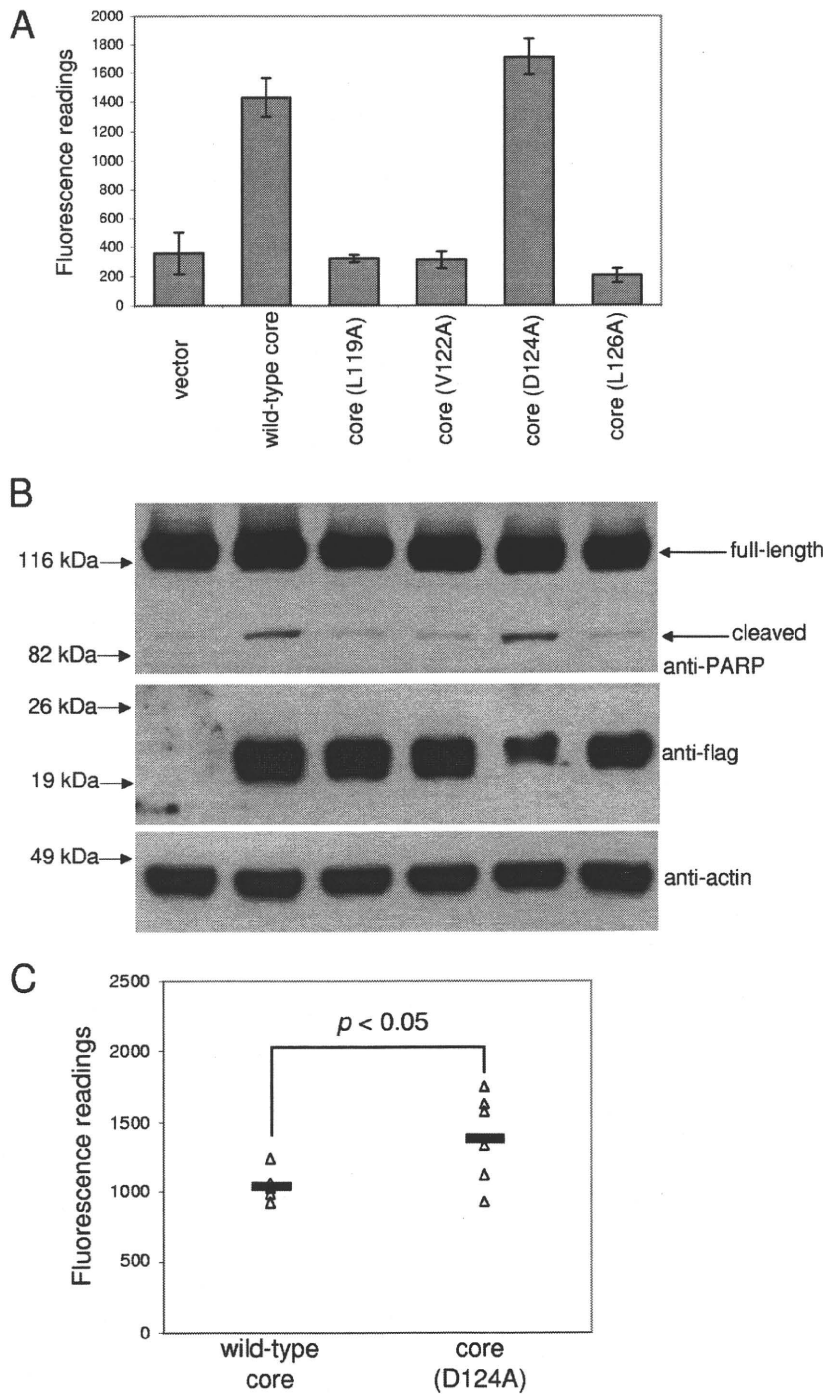 A
Fluorescence readings
2000
1800
1600
1400
1200
1000
800
600
400
200
0
vector
wild-type core
core (L119A)
core (V122A)
core (D124A)
core (L126A)
B
116 kDa
full-length
cleaved
82 kDa
anti-PARP
26 kDa
anti-flag
19 kDa
49 kDa
anti-actin
C
Fluorescence readings
2500
2000
1500
1000
500
0
p < 0.05
wild-type
core
core
(D124A)